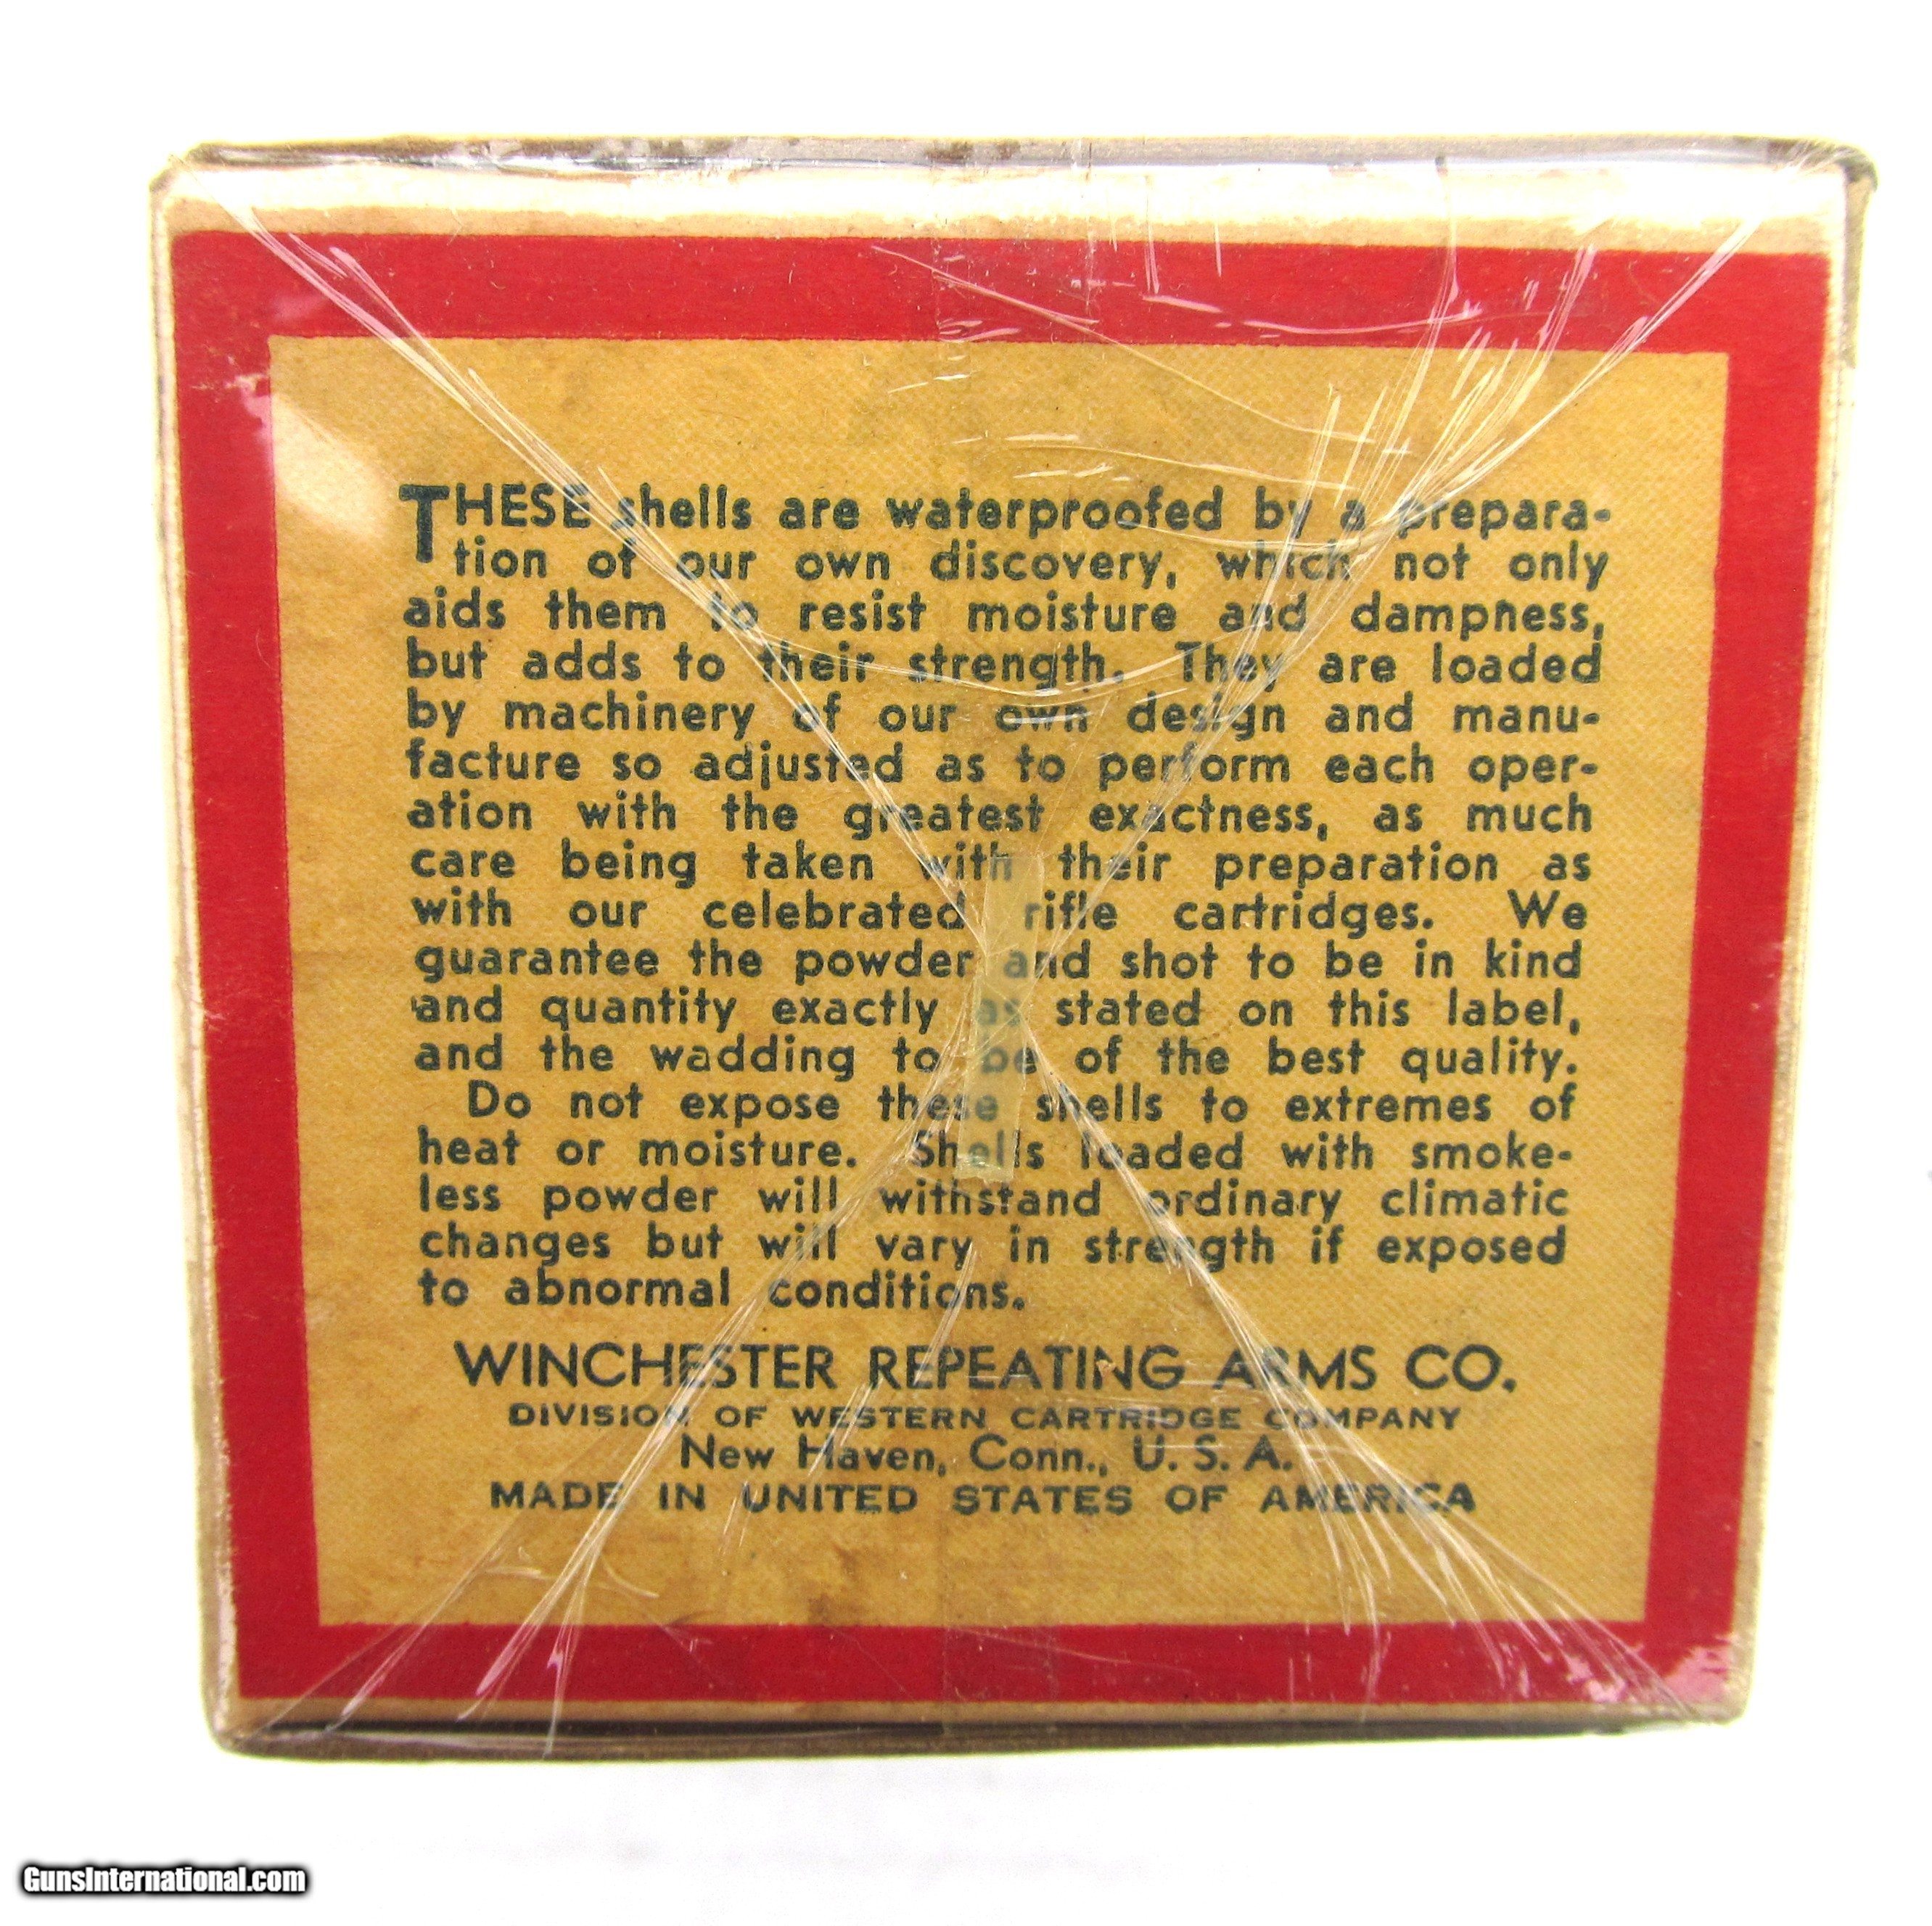 THESE shells are waterproofed by a prepara-
tion of our own discovery, which not only
aids them to resist moisture and dampness,
but adds to their strength. They are loaded
by machinery of our own design and manu-
facture so adjusted as to perform each oper-
ation with the greatest exactness, as much
care being taken with their preparation as
with our celebrated rifle cartridges. We
guarantee the powder and shot to be in kind
and quantity exactly as stated on this label,
and the wadding to be of the best quality.
Do not expose these shells to extremes of
heat or moisture. Shells loaded with smoke-
less powder will withstand ordinary climatic
changes but will vary in strength if exposed
to abnormal conditions.
WINCHESTER REPEATING ARMS CO.
DIVISION OF WESTERN CARTRIDGE COMPANY
New Haven, Conn., U. S. A.
MADE IN UNITED STATES OF AMERICA
GunsInternational.com